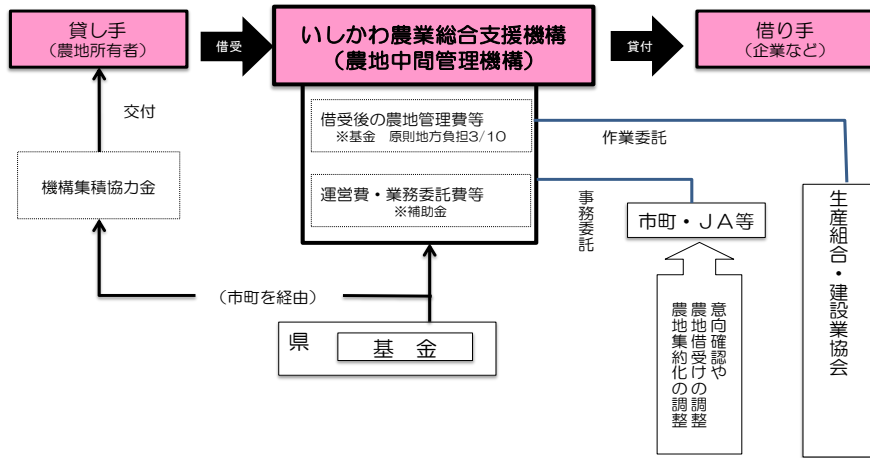 貸し手
（農地所有者）
借受
いしかわ農業総合支援機構
（農地中間管理機構）
貸付
借り手
（企業など）
交付
借受後の農地管理費等
※基金　原則地方負担3/10
作業委託
機構集積協力金
運営費・業務委託費等
※補助金
事務委託
市町・ＪＡ等
生産組合・建設業協会
（市町を経由）
意向確認や
農地借受けの調整
農地集約化の調整
県
基　金